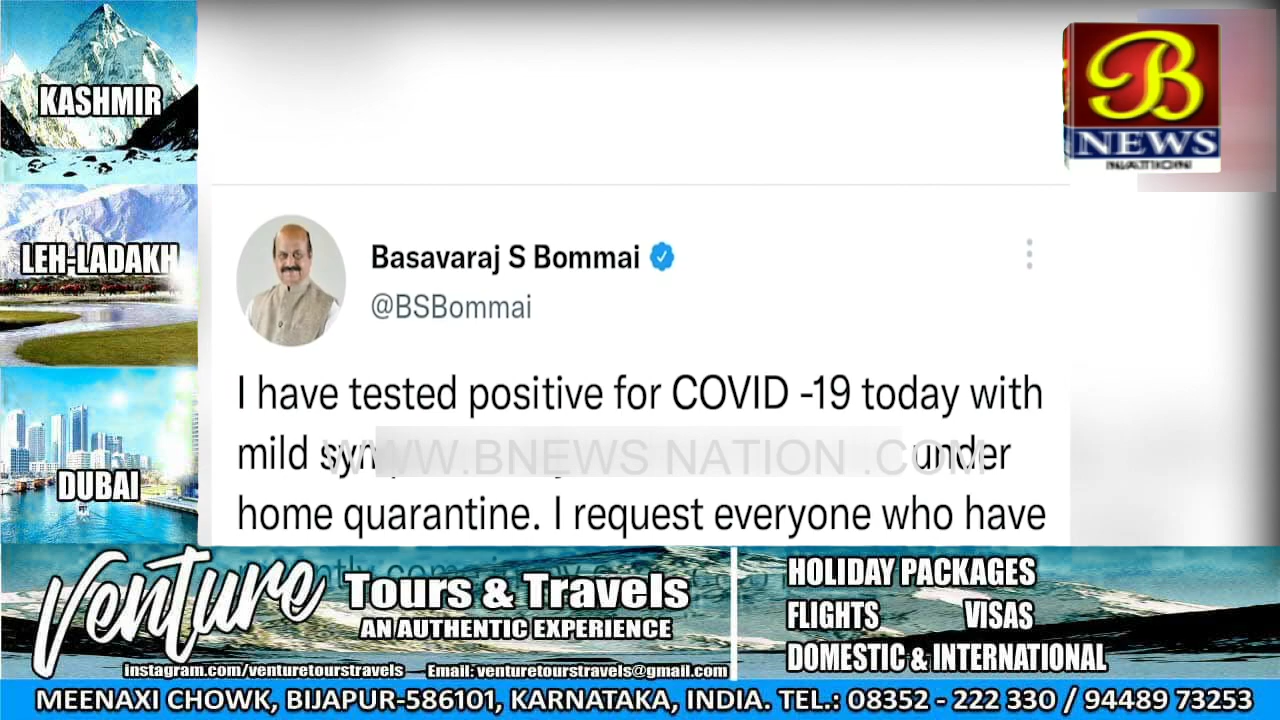 KASHMIR
LEH-LADAKH
DUBAI
B
NEWS
NATION
Basavaraj S Bommai
@BSBommai
I have tested positive for COVID -19 today with
mild under
WWW.BNEWS NATION .COM
home quarantine. I request everyone who have
Venture Tours & Travels
AN AUTHENTIC EXPERIENCE
instagram.com/venturetourstravels Email: venturetourstravels@gmail.com
HOLIDAY PACKAGES
FLIGHTS VISAS
DOMESTIC & INTERNATIONAL
MEENAXI CHOWK, BIJAPUR-586101, KARNATAKA, INDIA. TEL.: 08352 - 222 330 / 94489 73253